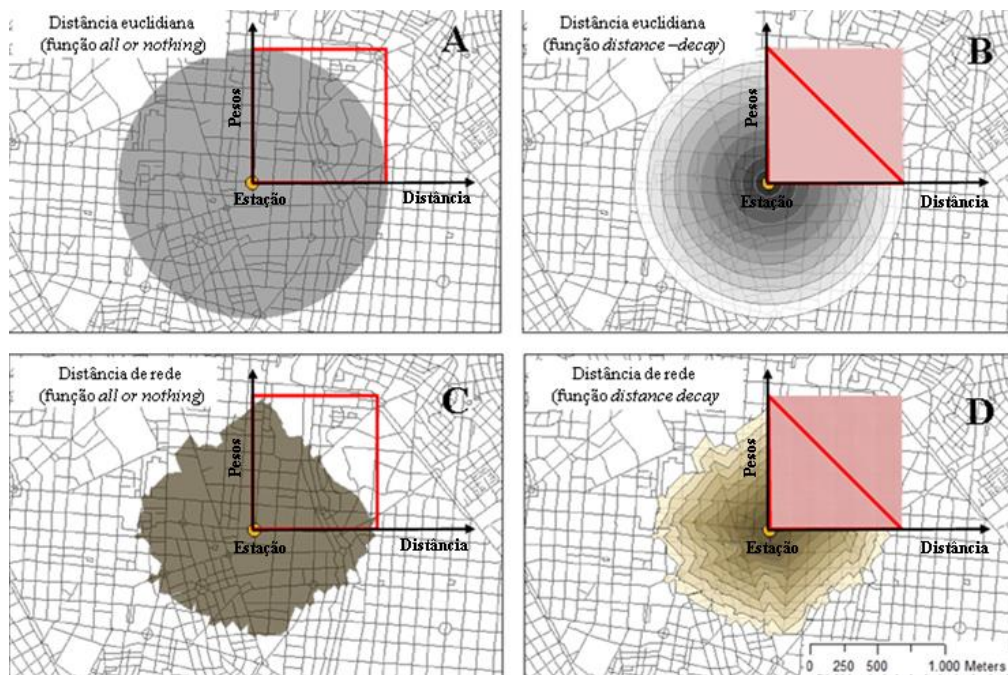 Distância euclidiana
(função all or nothing)
A
Pesos
Estação
Distância
Distância euclidiana
(função distance –decay)
B
Pesos
Estação
Distância
Distância de rede
(função all or nothing)
C
Pesos
Estação
Distância
Distância de rede
(função distance decay
D
Pesos
Estação
Distância
0 250 500 1.000 Meters